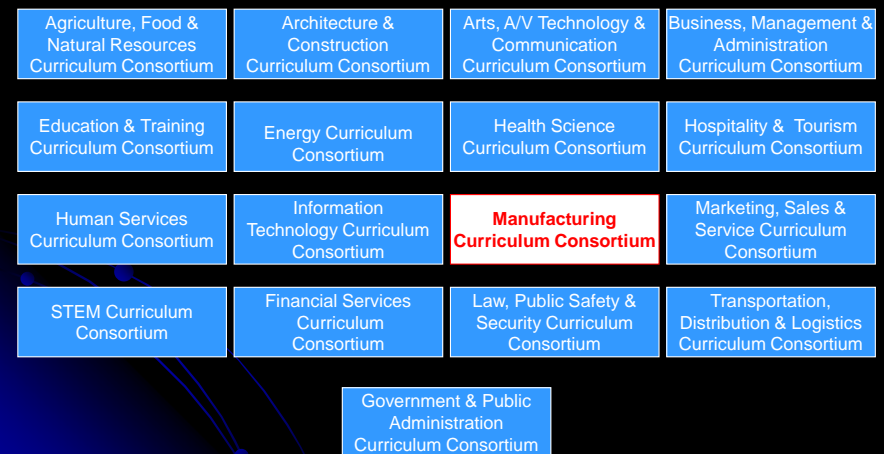 Agriculture, Food &
Natural Resources
Curriculum Consortium
Architecture &
Construction
Curriculum Consortium
Arts, A/V Technology &
Communication
Curriculum Consortium
Business, Management &
Administration
Curriculum Consortium
Education & Training
Curriculum Consortium
Energy Curriculum
Consortium
Health Science
Curriculum Consortium
Hospitality & Tourism
Curriculum Consortium
Human Services
Curriculum Consortium
Information
Technology Curriculum
Consortium
Manufacturing
Curriculum Consortium
Marketing, Sales &
Service Curriculum
Consortium
STEM Curriculum
Consortium
Financial Services
Curriculum
Consortium
Law, Public Safety &
Security Curriculum
Consortium
Transportation,
Distribution & Logistics
Curriculum Consortium
Government & Public
Administration
Curriculum Consortium